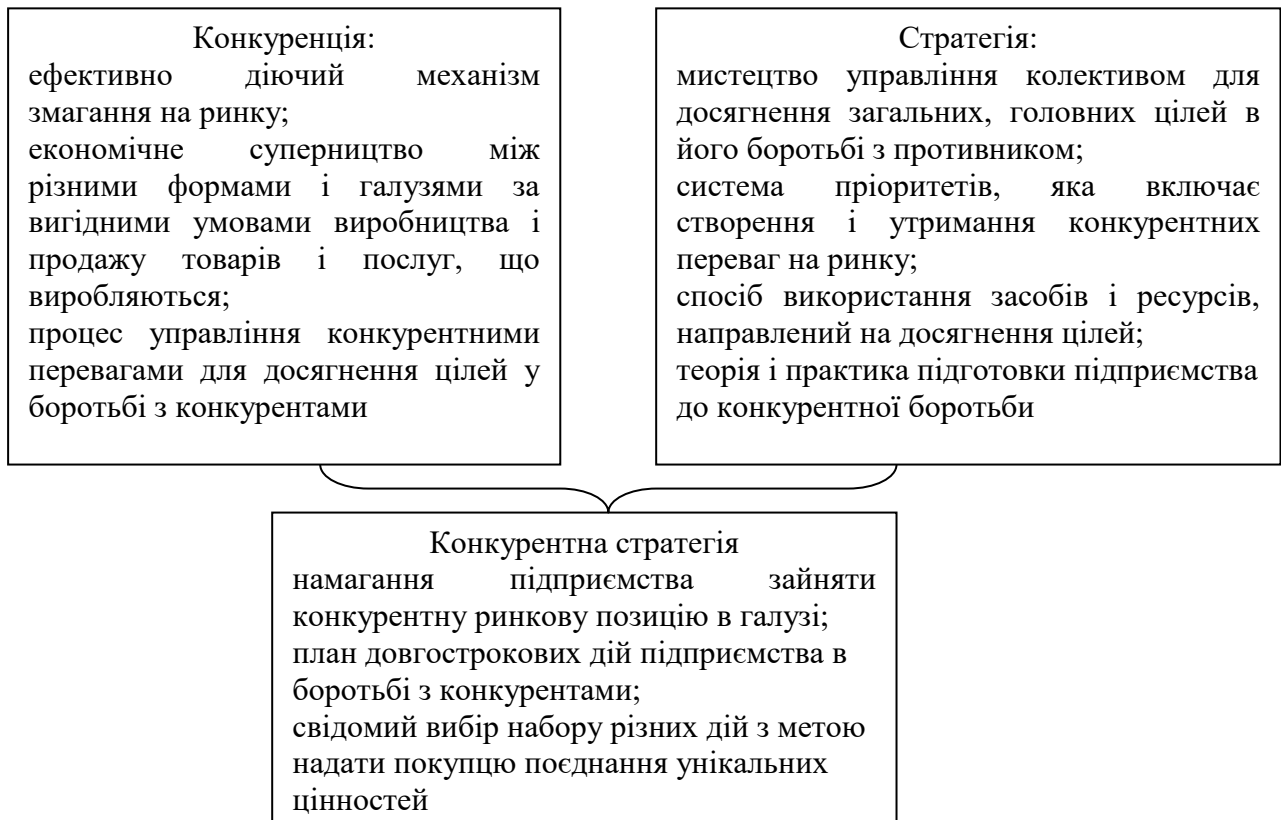 Конкуренція:
ефективно діючий механізм
змагання на ринку;
економічне суперництво між
різними формами і галузями за
вигідними умовами виробництва і
продажу товарів і послуг, що
виробляються;
процес управління конкурентними
перевагами для досягнення цілей у
боротьбі з конкурентами
Стратегія:
мистецтво управління колективом для
досягнення загальних, головних цілей в
його боротьбі з противником;
система пріоритетів, яка включає
створення і утримання конкурентних
переваг на ринку;
спосіб використання засобів і ресурсів,
направлений на досягнення цілей;
теорія і практика підготовки підприємства
до конкурентної боротьби
Конкурентна стратегія
намагання підприємства зайняти
конкурентну ринкову позицію в галузі;
план довгострокових дій підприємства в
боротьбі з конкурентами;
свідомий вибір набору різних дій з метою
надати покупцю поєднання унікальних
цінностей